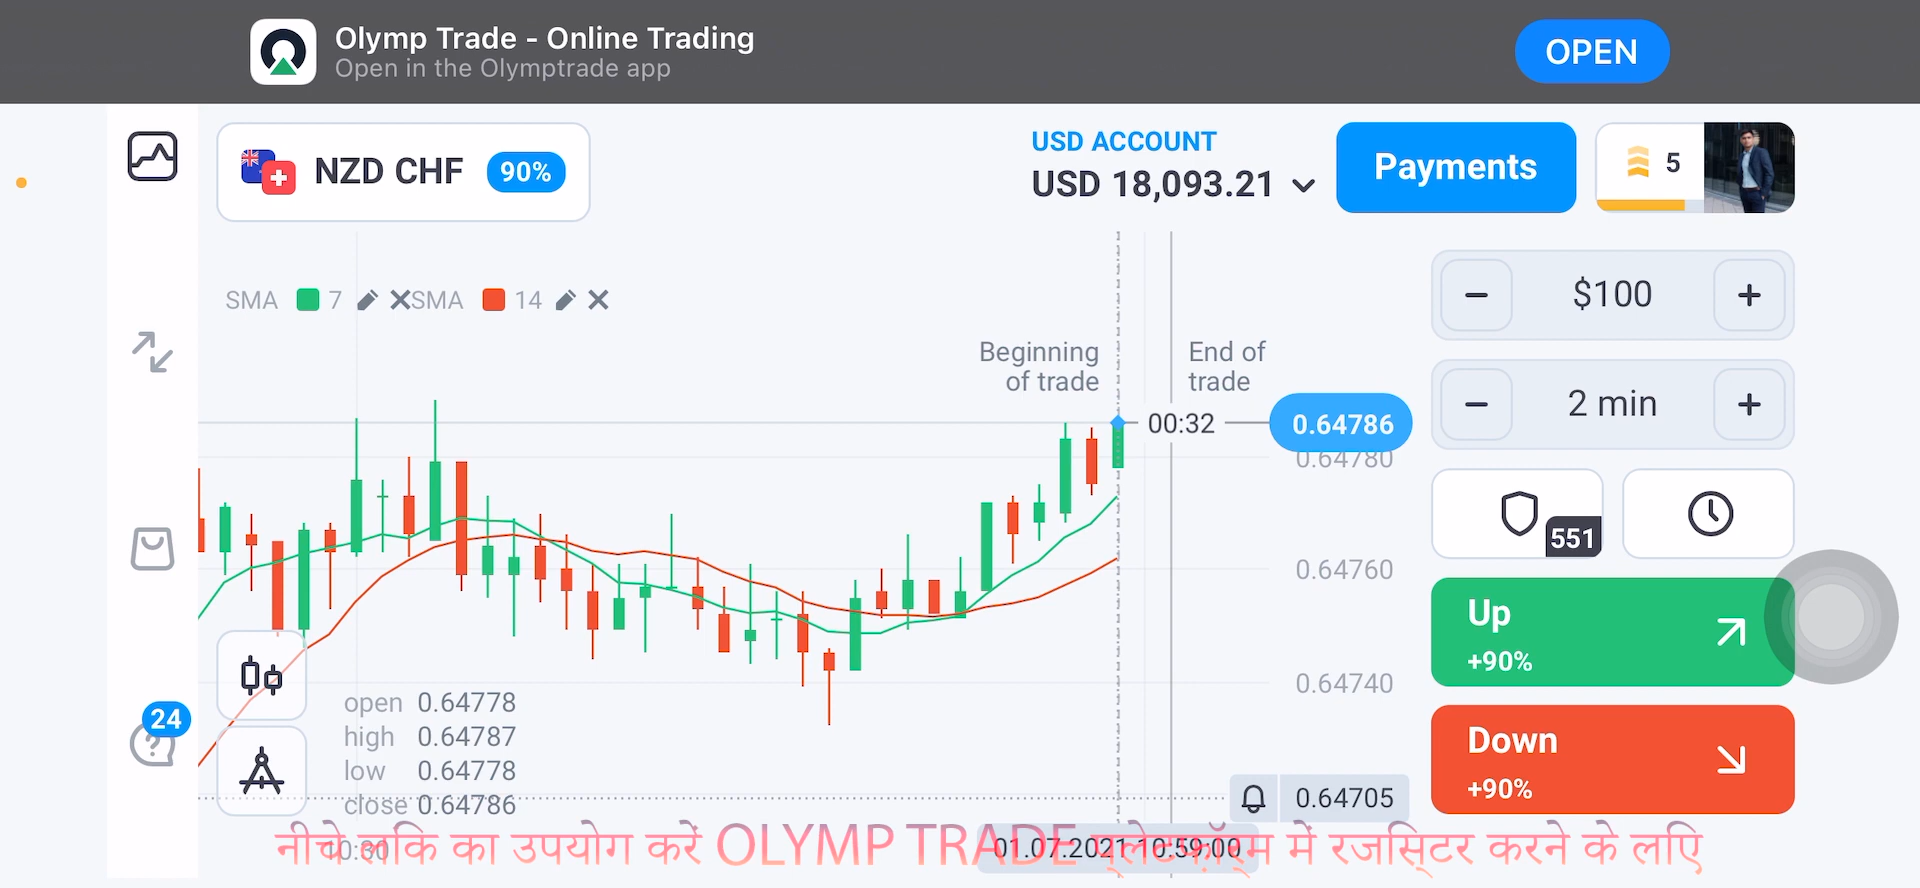 Olymp Trade - Online Trading
Open in the Olymptrade app
OPEN
NZD CHF 90%
USD ACCOUNT
USD 18,093.21
Payments
5
SMA 7 SMA 14
Beginning
of trade
End of
trade
$100
2 min
00:32
0.64786
0.64780
551
0.64760
Up
+90%
0.64740
24
open 0.64778
high 0.64787
low 0.64778
close 0.64786
Down
+90%
0.64705
नीचे लिंक का उपयोग करें OLYMP TRADE प्लेटफ़ॉर्म में रजिस्टर करने के लिए
10:30
01.07.2021 10:59:00